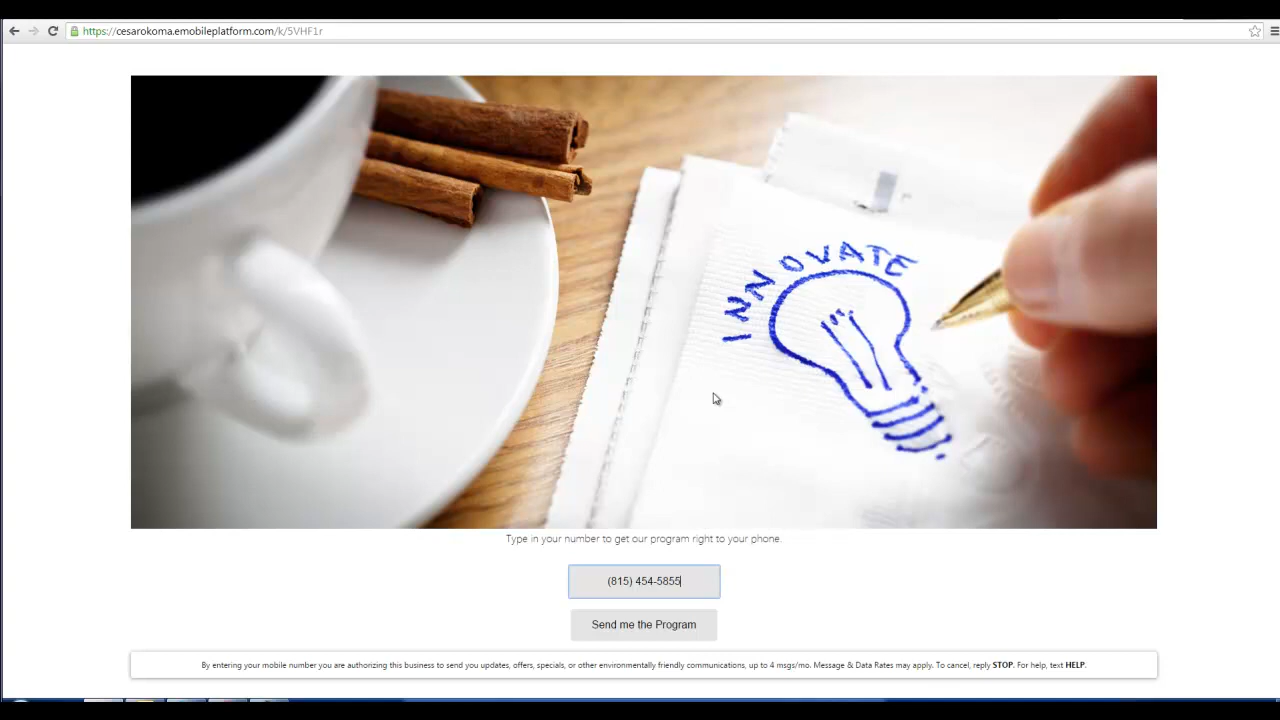 https://cesarokoma.emobileplatform.com/k/5VHF1r
INNOVATE
Type in your number to get our program right to your phone.
(815) 454-5855
Send me the Program
By entering your mobile number you are authorizing this business to send you updates, offers, specials, or other environmentally friendly communications, up to 4 msgs/mo. Message & Data Rates may apply. To cancel, reply STOP. For help, text HELP.